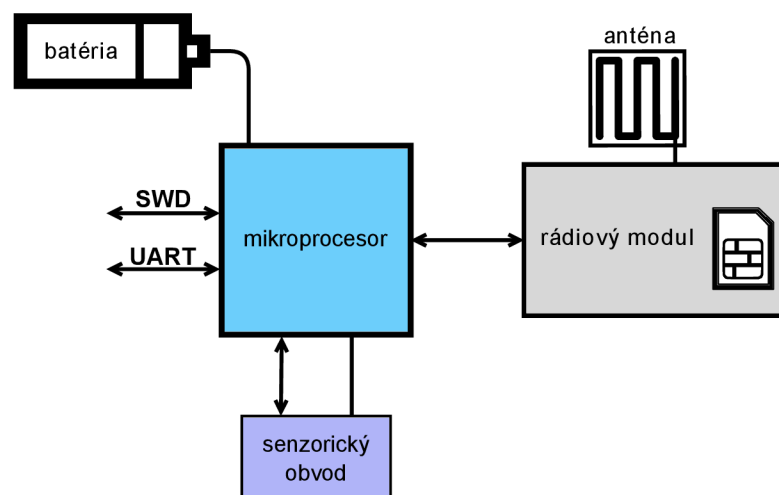 batéria
anténa
SWD
UART
mikroprocesor
rádiový modul
senzorický
obvod